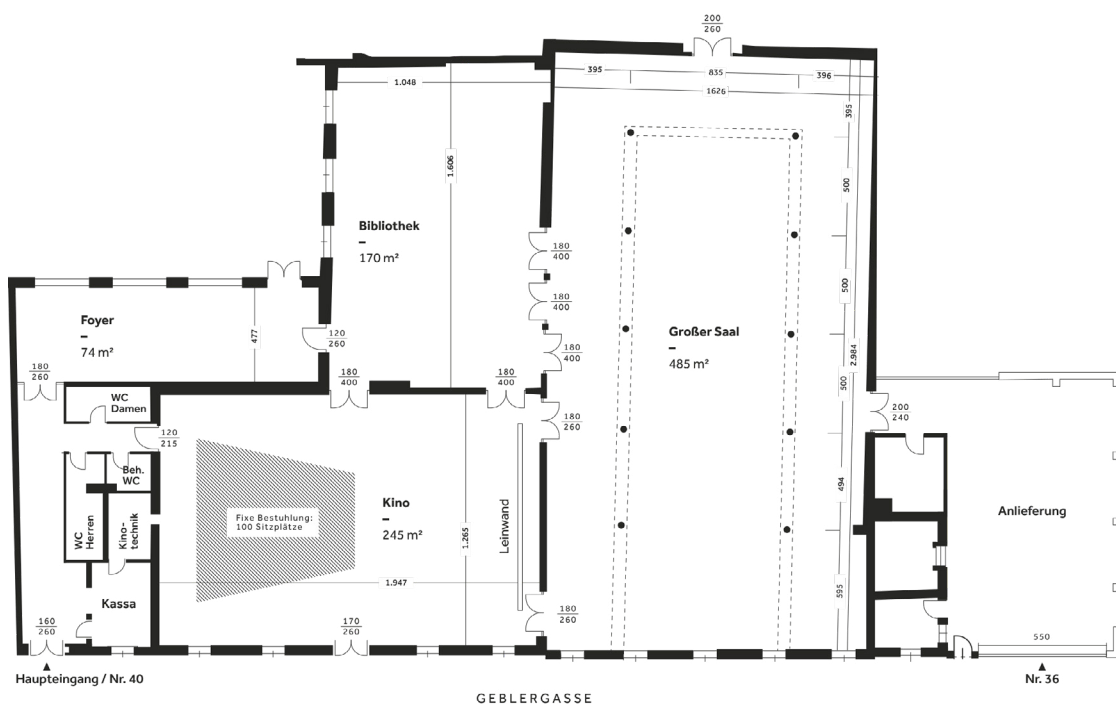 200
260
395
835
396
1626
1.048
395
1.606
500
Bibliothek
170 m²
180
400
180
400
500
Foyer
74 m²
477
120
260
180
400
Großer Saal
485 m²
2.984
180
260
180
400
180
400
500
WC
Damen
200
240
180
260
120
215
Beh.
WC
494
Kino
245 m²
Fixe Bestuhlung:
100 Sitzplätze
Leinwand
1.265
WC
Herren
Kino-
technik
Anlieferung
1.947
595
Kassa
180
260
160
260
170
260
550
Haupteingang / Nr. 40
Nr. 36
GEBLERGASSE